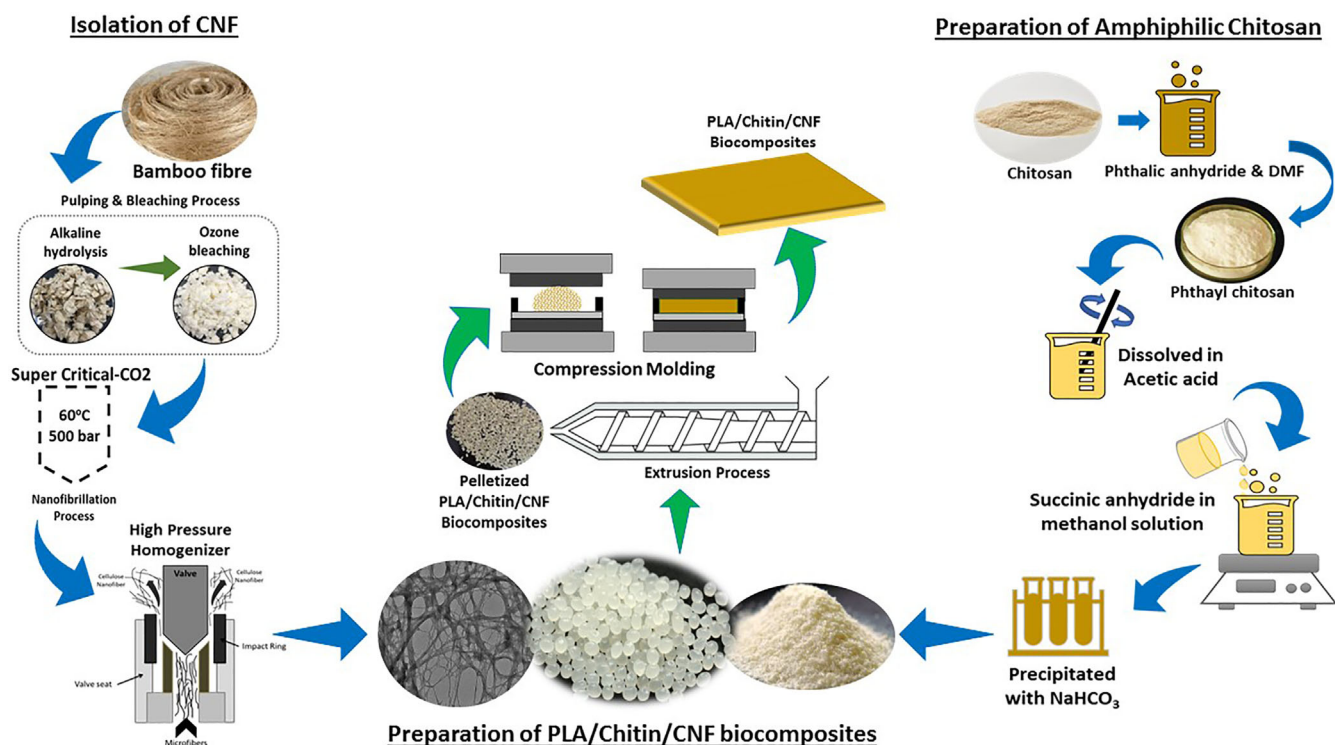 Isolation of CNF
Bamboo fibre
Pulping & Bleaching Process
Alkaline
hydrolysis
Ozone
bleaching
Super Critical-CO2
60°C
500 bar
Nanofibrillation
Process
High Pressure
Homogenizer
Cellulose
Nanofiber
Valve
Cellulose
Nanofiber
Impact Ring
Valve seat
Microfibers
PLA/Chitin/CNF
Biocomposites
Compression Molding
Extrusion Process
Pelletized
PLA/Chitin/CNF
Biocomposites
Preparation of PLA/Chitin/CNF biocomposites
Preparation of Amphiphilic Chitosan
Chitosan
Phthalic anhydride & DMF
Phthayl chitosan
Dissolved in
Acetic acid
Succinic anhydride in
methanol solution
Precipitated
with NaHCO₃